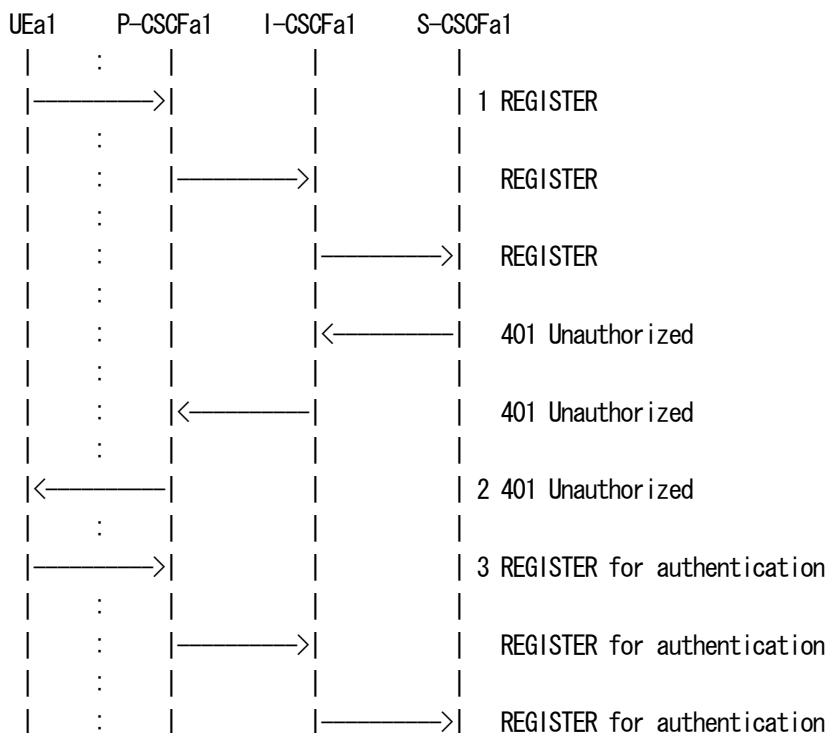 UEa1 P-CSCFa1 I-CSCFa1 S-CSCFa1
1 REGISTER
REGISTER
REGISTER
401 Unauthorized
401 Unauthorized
2 401 Unauthorized
3 REGISTER for authentication
REGISTER for authentication
REGISTER for authentication